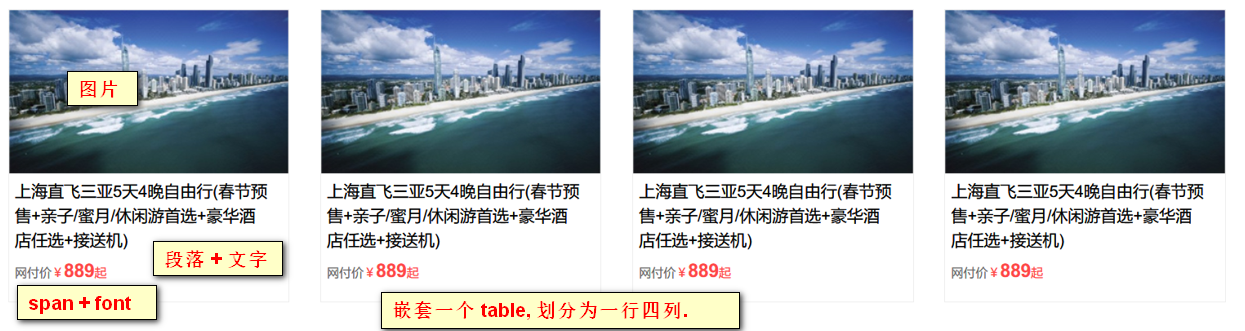 图片
上海直飞三亚5天4晚自由行(春节预
售+亲子/蜜月/休闲游首选+豪华酒
店任选+接送机)
网付价¥889起
段落+文字
span+font
上海直飞三亚5天4晚自由行(春节预
售+亲子/蜜月/休闲游首选+豪华酒
店任选+接送机)
网付价¥889起
上海直飞三亚5天4晚自由行(春节预
售+亲子/蜜月/休闲游首选+豪华酒
店任选+接送机)
网付价¥889起
上海直飞三亚5天4晚自由行(春节预
售+亲子/蜜月/休闲游首选+豪华酒
店任选+接送机)
网付价¥889起
嵌套一个 table, 划分为一行四列.